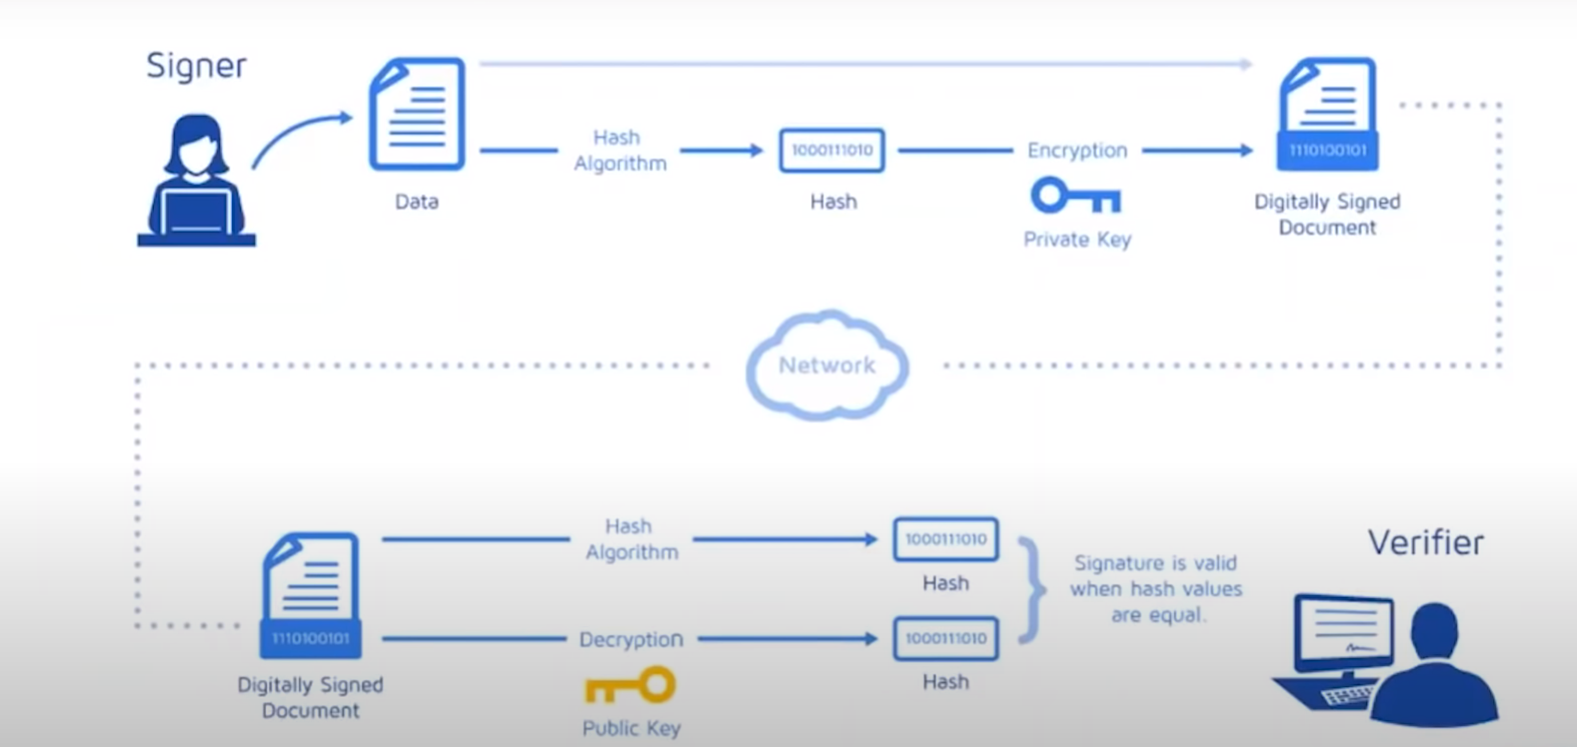 Signer
Hash
Algorithm
1000111010
Encryption
1110100101
Data
Hash
Digitally Signed
Document
Private Key
Network
Hash
Algorithm
1000111010
Hash
Signature is valid
when hash values
are equal.
Verifier
1110100101
Decryption
1000111010
Digitally Signed
Document
Hash
Public Key